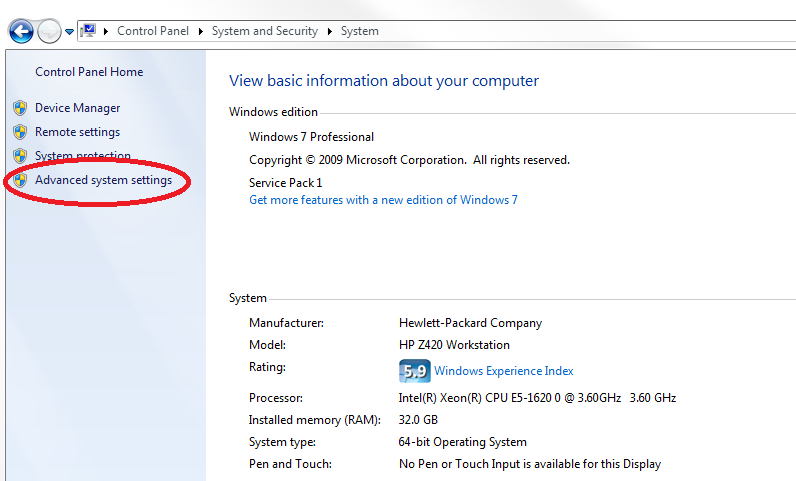 Control Panel System and Security System
Control Panel Home
Device Manager
Remote settings
System protection
Advanced system settings
View basic information about your computer
Windows edition
Windows 7 Professional
Copyright © 2009 Microsoft Corporation. All rights reserved.
Service Pack 1
Get more features with a new edition of Windows 7
System
Manufacturer: Hewlett-Packard Company
Model: HP Z420 Workstation
Rating: 5.9 Windows Experience Index
Processor: Intel(R) Xeon(R) CPU E5-1620 0 @ 3.60GHz 3.60 GHz
Installed memory (RAM): 32.0 GB
System type: 64-bit Operating System
Pen and Touch: No Pen or Touch Input is available for this Display